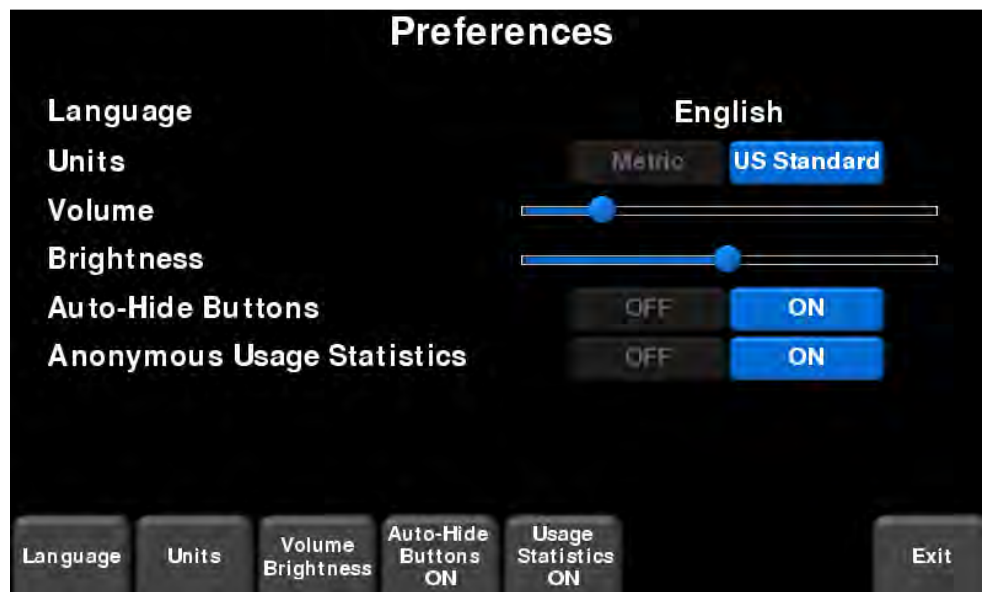 Preferences
Language English
Units Metric US Standard
Volume
Brightness
Auto-Hide Buttons OFF ON
Anonymous Usage Statistics OFF ON
Language
Units
Volume
Brightness
Auto-Hide
Buttons
ON
Usage
Statistics
ON
Exit